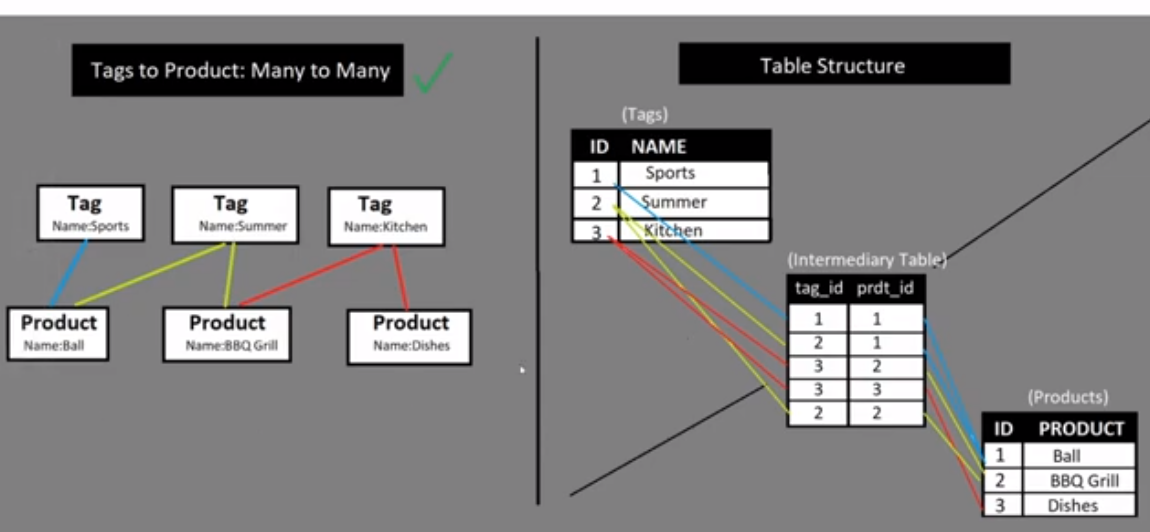 Tags to Product: Many to Many
Tag
Name:Sports
Tag
Name:Summer
Tag
Name:Kitchen
Product
Name:Ball
Product
Name:BBQ Grill
Product
Name:Dishes
Table Structure
(Tags)
ID NAME
1 Sports
2 Summer
3 Kitchen
(Intermediary Table)
tag_id prdt_id
1 1
2 1
3 2
3 3
2 2
(Products)
ID PRODUCT
1 Ball
2 BBQ Grill
3 Dishes